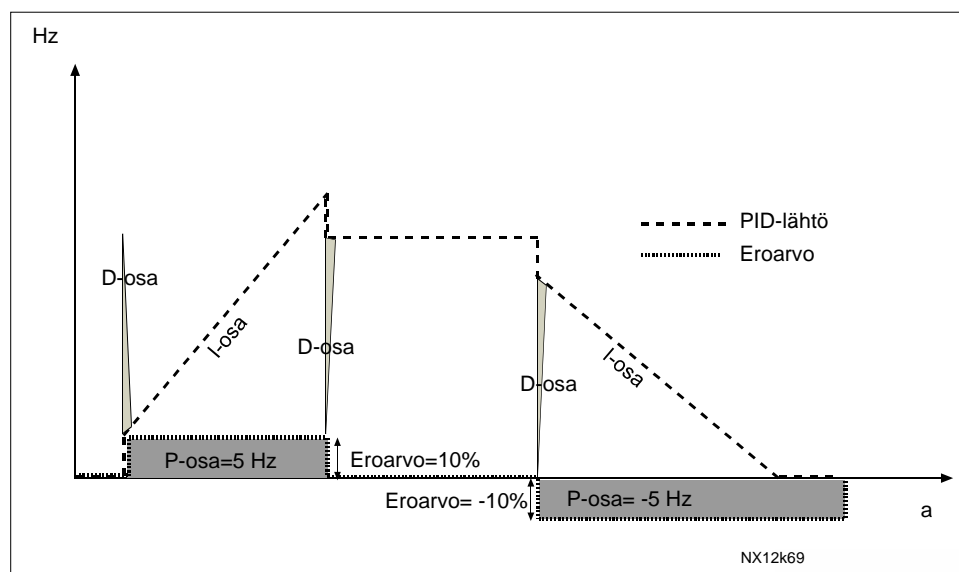 Hz
PID-lähtö
Eroarvo
D-osa
I-osa
D-osa
I-osa
D-osa
P-osa=5 Hz
Eroarvo=10%
Eroarvo= -10%
P-osa= -5 Hz
a
NX12k69